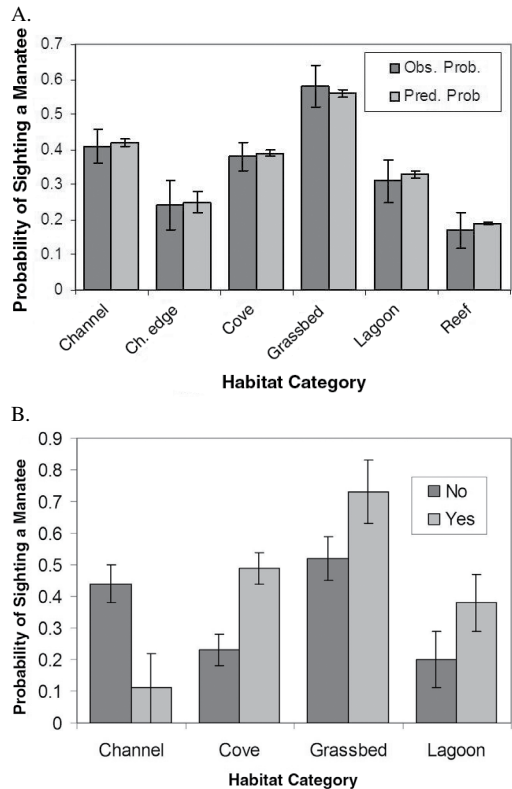 A.
Probability of Sighting a Manatee
0.7
0.6
0.5
0.4
0.3
0.2
0.1
0
Obs. Prob.
Pred. Prob
Channel
Ch. edge
Cove
Grassbed
Lagoon
Reef
Habitat Category
B.
Probability of Sighting a Manatee
0.9
0.8
0.7
0.6
0.5
0.4
0.3
0.2
0.1
0
No
Yes
Channel
Cove
Grassbed
Lagoon
Habitat Category